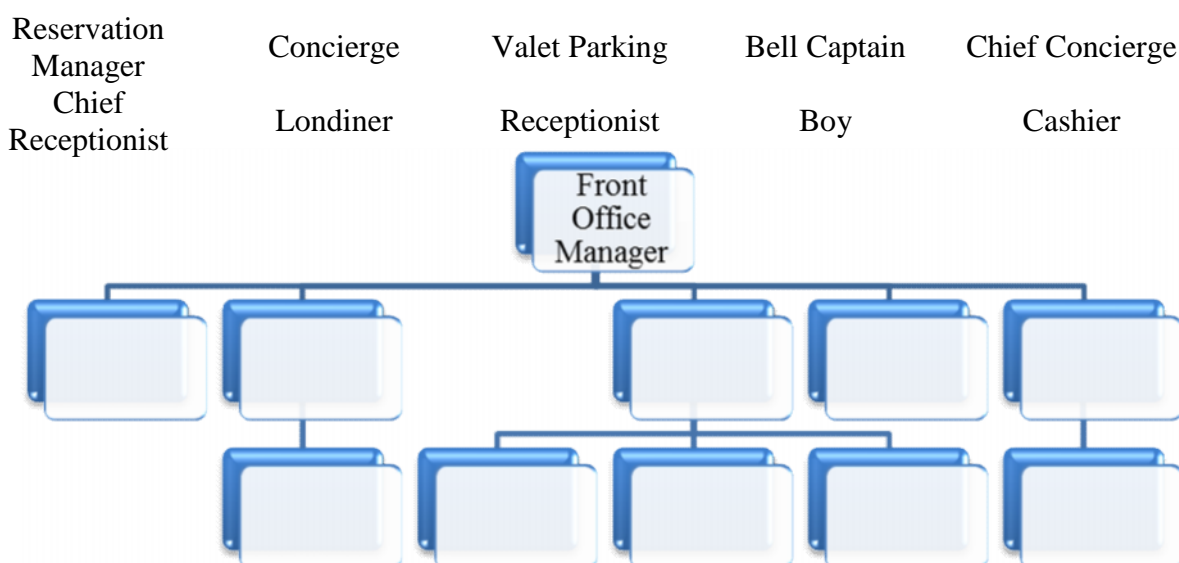 Reservation
Manager
Concierge
Valet Parking
Bell Captain
Chief Concierge
Chief
Receptionist
Londiner
Receptionist
Boy
Cashier
Front
Office
Manager